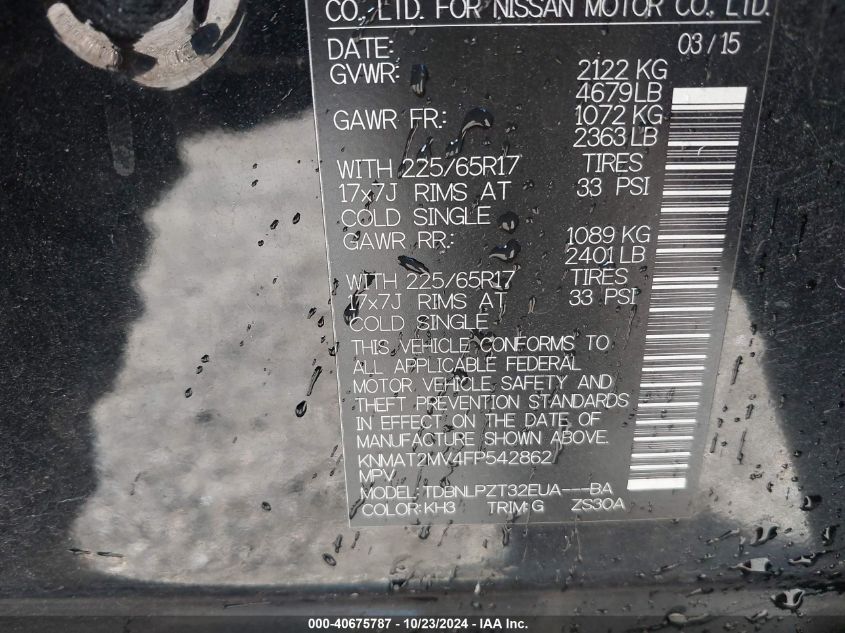 CO., LTD. FOR NISSAN MOTOR CO., LTD.
DATE: 03/15
GVWR: 2122 KG
4679 LB
GAWR FR.: 1072 KG
2363 LB
WITH 225/65R17 TIRES
17x7J RIMS AT 33 PSI
COLD SINGLE
GAWR RR.: 1089 KG
2401 LB
WITH 225/65R17 TIRES
17x7J RIMS AT 33 PSI
COLD SINGLE
THIS VEHICLE CONFORMS TO
ALL APPLICABLE FEDERAL
MOTOR VEHICLE SAFETY AND
THEFT PREVENTION STANDARDS
IN EFFECT ON THE DATE OF
MANUFACTURE SHOWN ABOVE.
KNMAT2MV4FP542862
MPV
MODEL: TDBNLPZT32EUA---BA
COLOR: KH3 TRIM: G ZS30A
000-40675787 - 10/23/2024 - IAA Inc.